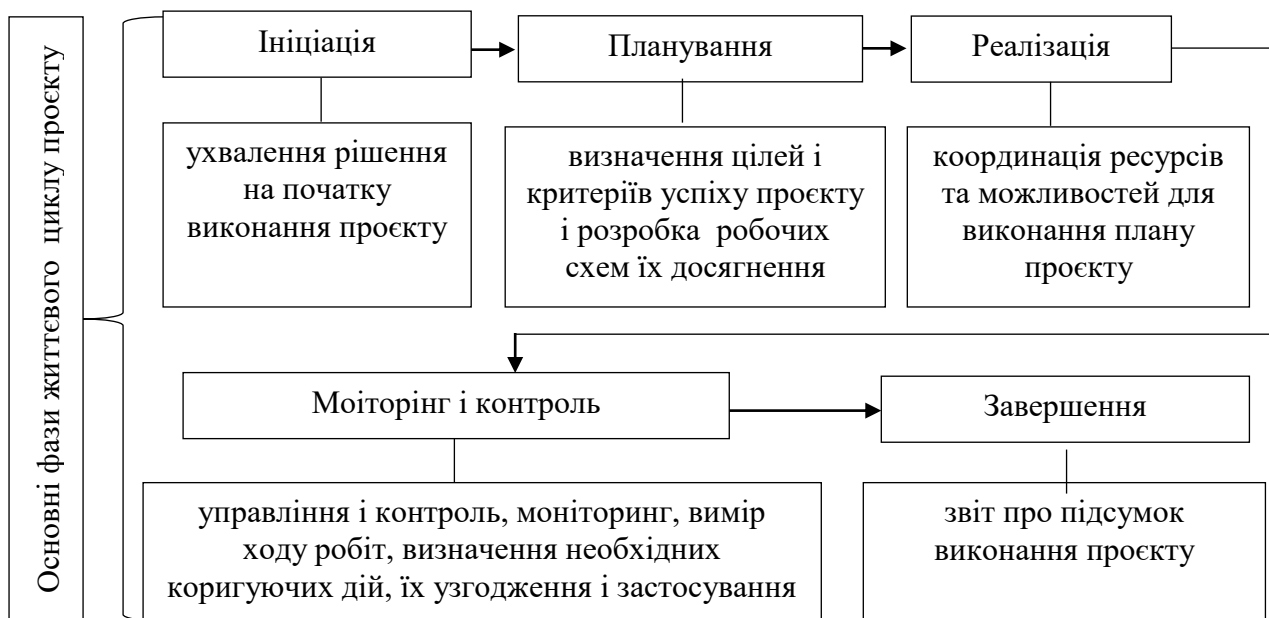 Основні фази життєвого циклу проєкту
Ініціація
Планування
Реалізація
ухвалення рішення
на початку
виконання проєкту
визначення цілей і
критеріїв успіху проєкту
і розробка робочих
схем їх досягнення
координація ресурсів
та можливостей для
виконання плану
проєкту
Моіторінг і контроль
Завершення
управління і контроль, моніторинг, вимір
ходу робіт, визначення необхідних
коригуючих дій, їх узгодження і застосування
звіт про підсумок
виконання проєкту